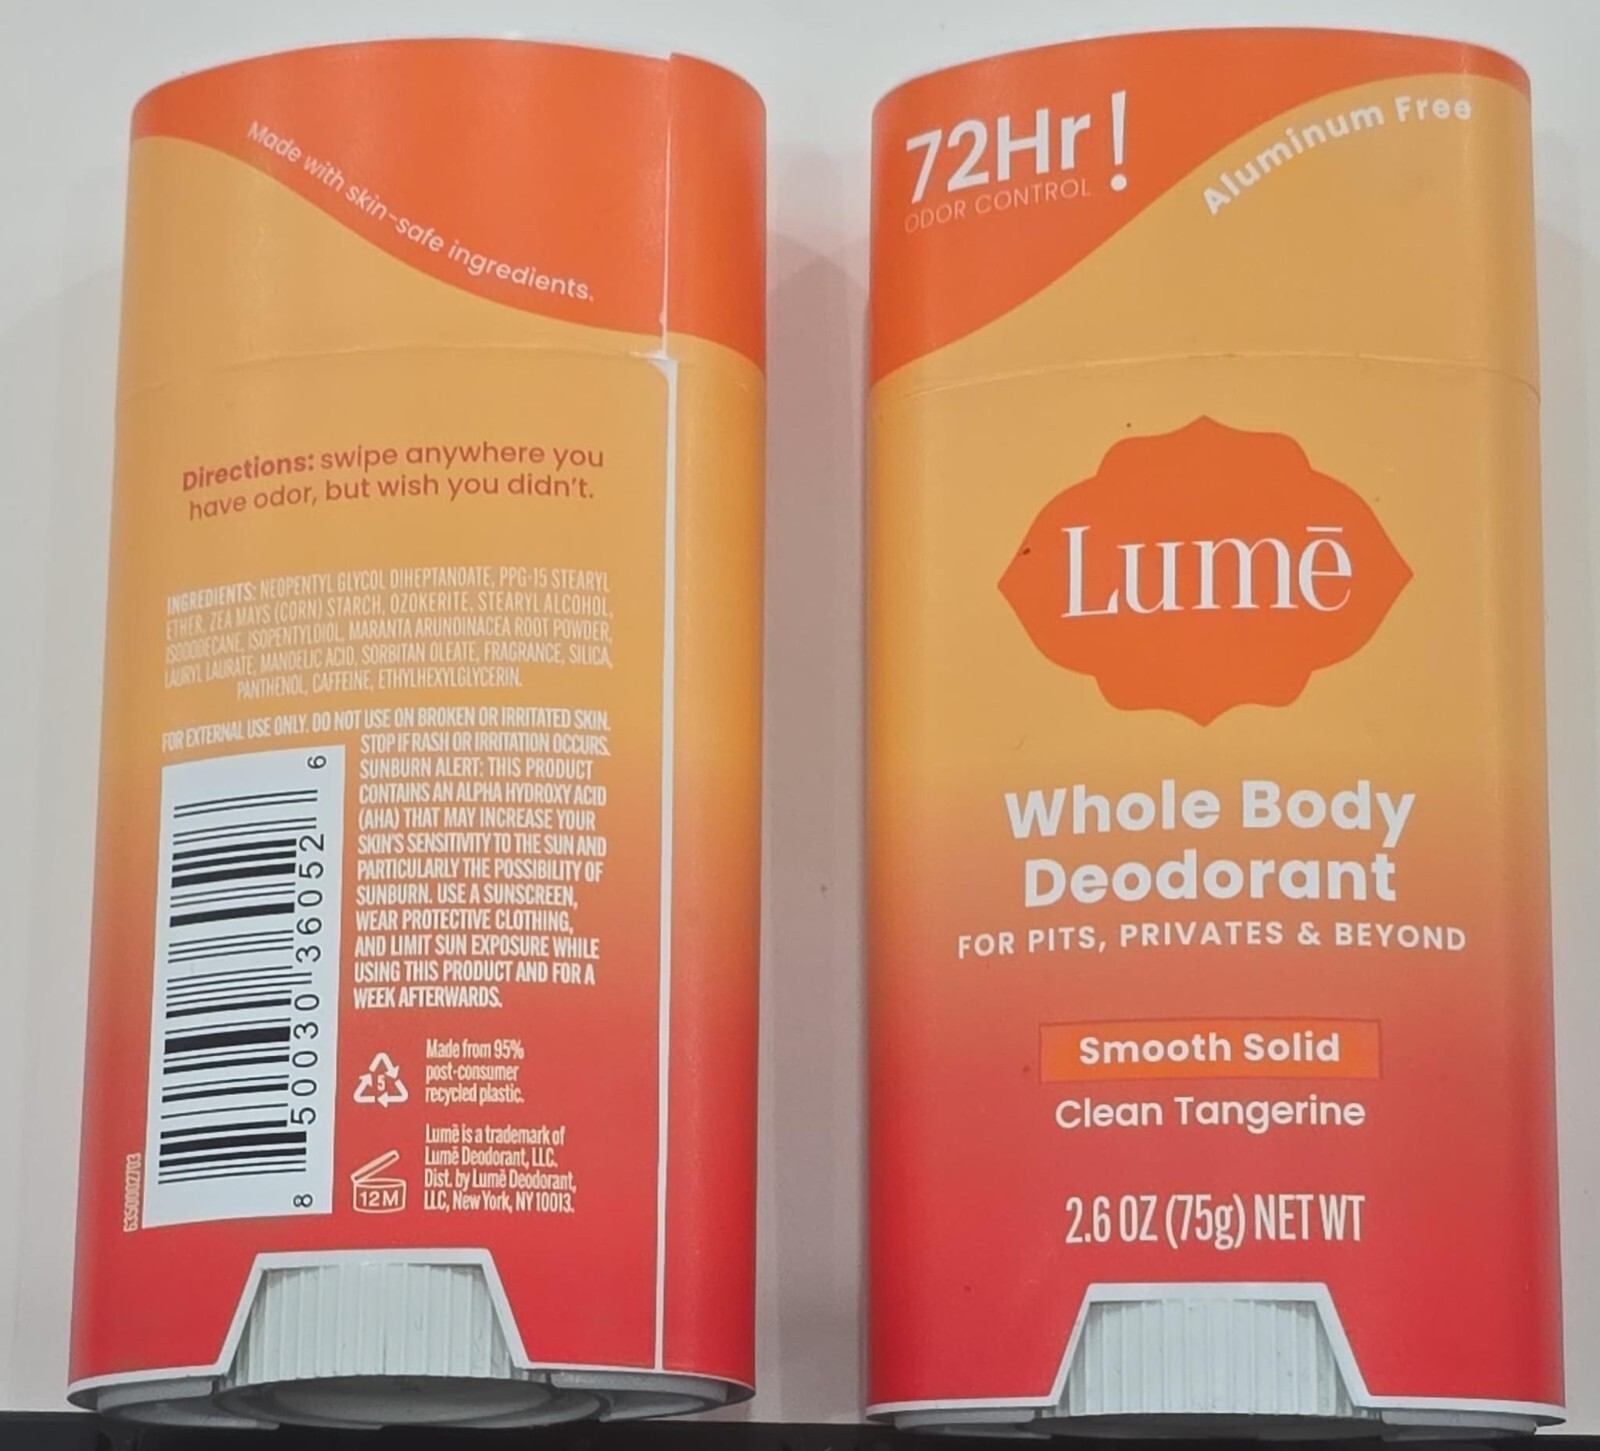 Made with skin-safe ingredients.
Directions: swipe anywhere you
have odor, but wish you didn't.
INGREDIENTS: NEOPENTYL GLYCOL DIHEPTANOATE, PPG-15 STEARYL
ETHER, ZEA MAYS (CORN) STARCH, OZOKERITE, STEARYL ALCOHOL,
ISODODECANE, ISOPENTYLDIOL, MARANTA ARUNDINACEA ROOT POWDER,
LAURYL LAURATE, MANDELIC ACID, SORBITAN OLEATE, FRAGRANCE, SILICA,
PANTHENOL, CAFFEINE, ETHYLHEXYLGLYCERIN.
FOR EXTERNAL USE ONLY. DO NOT USE ON BROKEN OR IRRITATED SKIN.
STOP IF RASH OR IRRITATION OCCURS.
SUNBURN ALERT: THIS PRODUCT
CONTAINS AN ALPHA HYDROXY ACID
(AHA) THAT MAY INCREASE YOUR
SKIN'S SENSITIVITY TO THE SUN AND
PARTICULARLY THE POSSIBILITY OF
SUNBURN. USE A SUNSCREEN,
WEAR PROTECTIVE CLOTHING,
AND LIMIT SUN EXPOSURE WHILE
USING THIS PRODUCT AND FOR A
WEEK AFTERWARDS.
8 50030 36052 6
5
Made from 95%
post-consumer
recycled plastic.
12M
Lumē is a trademark of
Lumē Deodorant, LLC.
Dist. by Lumē Deodorant,
LLC, New York, NY 10013.
6350002703
72Hr!
ODOR CONTROL
Aluminum Free
Lumē
Whole Body
Deodorant
FOR PITS, PRIVATES & BEYOND
Smooth Solid
Clean Tangerine
2.6 OZ (75g) NET WT